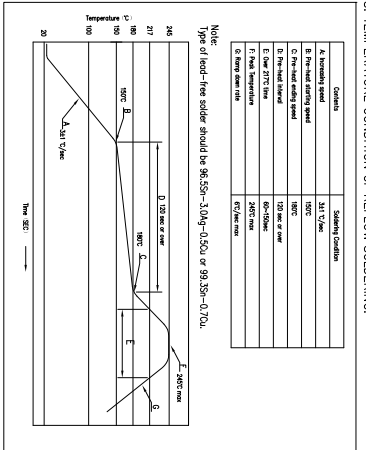 Contents Soldering Condition
A: Increasing speed 3±1 °C/sec
B: Pre-heat starting speed 150°C
C: Pre-heat ending speed 180°C
D: Pre-heat interval 120 sec or over
E: Over 217°C time 60~150sec
F: Peak Temperature 245°C max
G: Ramp down rate 6°C/sec max
Note:
Type of lead-free solder should be 96.5Sn-3.0Ag-0.5Cu or 99.3Sn-0.7Cu.
Temperature (°C)
245
217
180
150
100
20
A
3±1 °C/sec
B
150°C
D 120 sec or over
C
180°C
E
F
245°C max
G
Time (SEC)